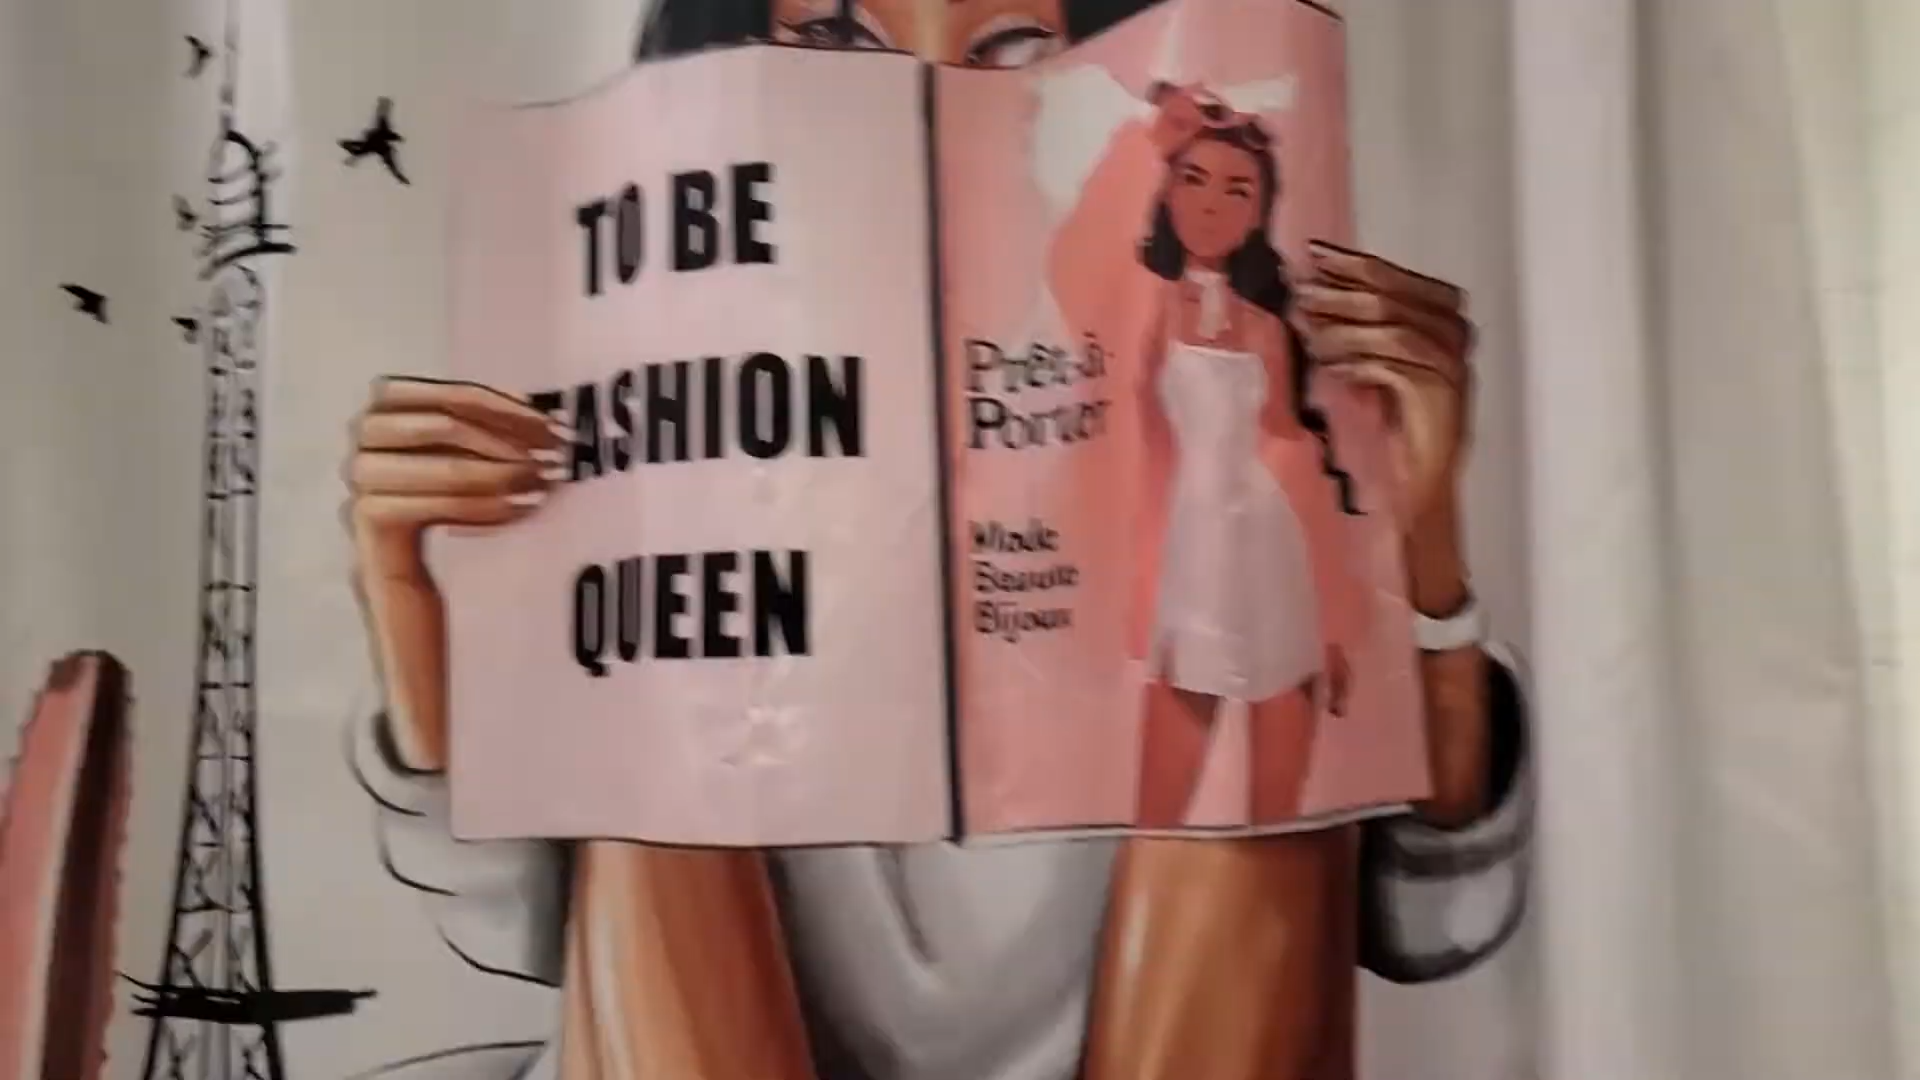 TO BE
FASHION
QUEEN
Prêt-à-
Porter
Mode
Beauté
Bijoux